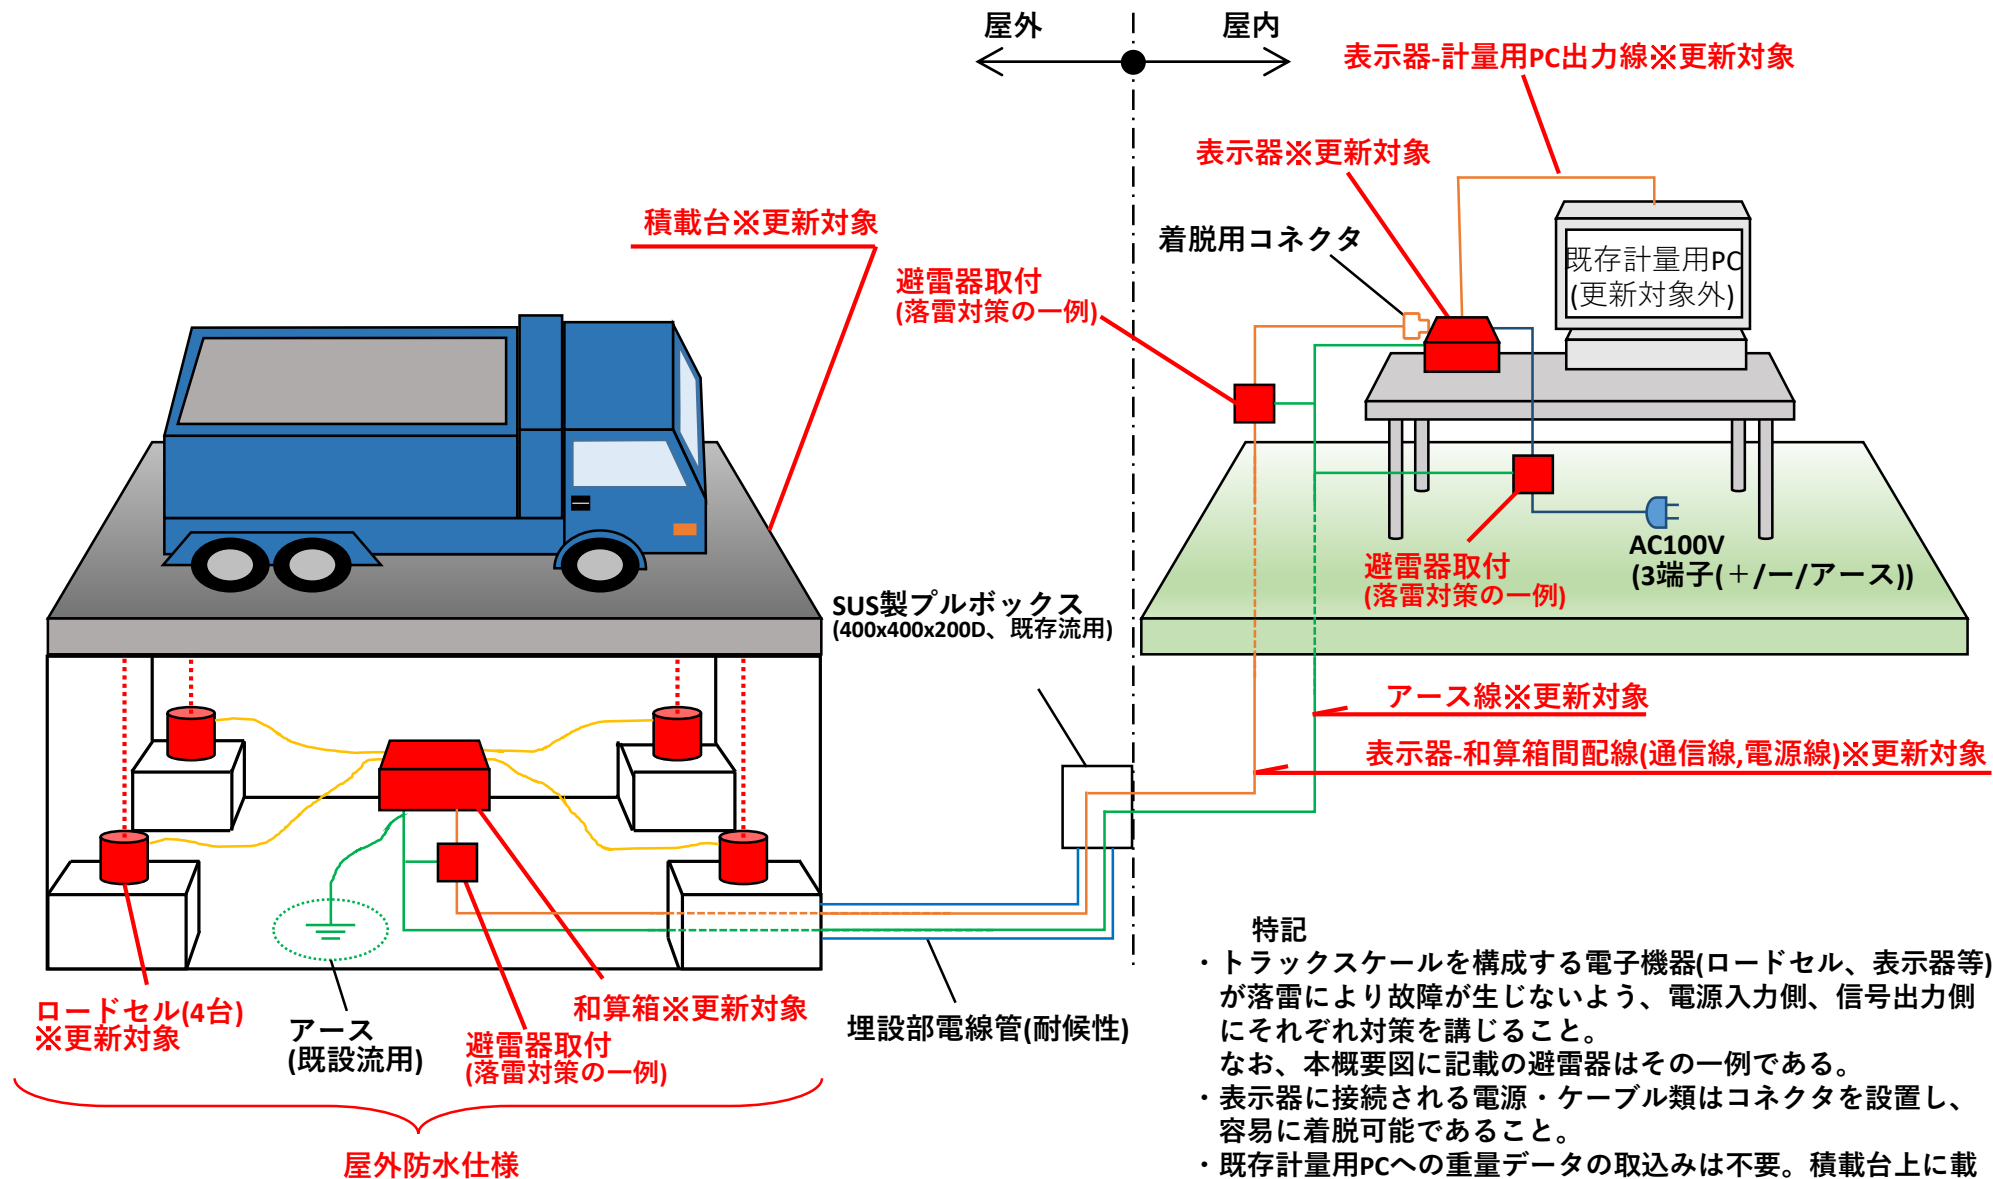 屋外
屋内
表示器-計量用PC出力線※更新対象
表示器※更新対象
積載台※更新対象
着脱用コネクタ
既存計量用PC
(更新対象外)
避雷器取付
(落雷対策の一例)
AC100V
(3端子(＋/ー/アース))
避雷器取付
(落雷対策の一例)
SUS製プルボックス
(400x400x200D、既存流用)
アース線※更新対象
表示器-和算箱間配線(通信線,電源線)※更新対象
ロードセル(4台)
※更新対象
アース
(既設流用)
避雷器取付
(落雷対策の一例)
和算箱※更新対象
埋設部電線管(耐候性)
屋外防水仕様
特記
・トラックスケールを構成する電子機器(ロードセル、表示器等)
が落雷により故障が生じないよう、電源入力側、信号出力側
にそれぞれ対策を講じること。
なお、本概要図に記載の避雷器はその一例である。
・表示器に接続される電源・ケーブル類はコネクタを設置し、
容易に着脱可能であること。
・既存計量用PCへの重量データの取込みは不要。積載台上に載